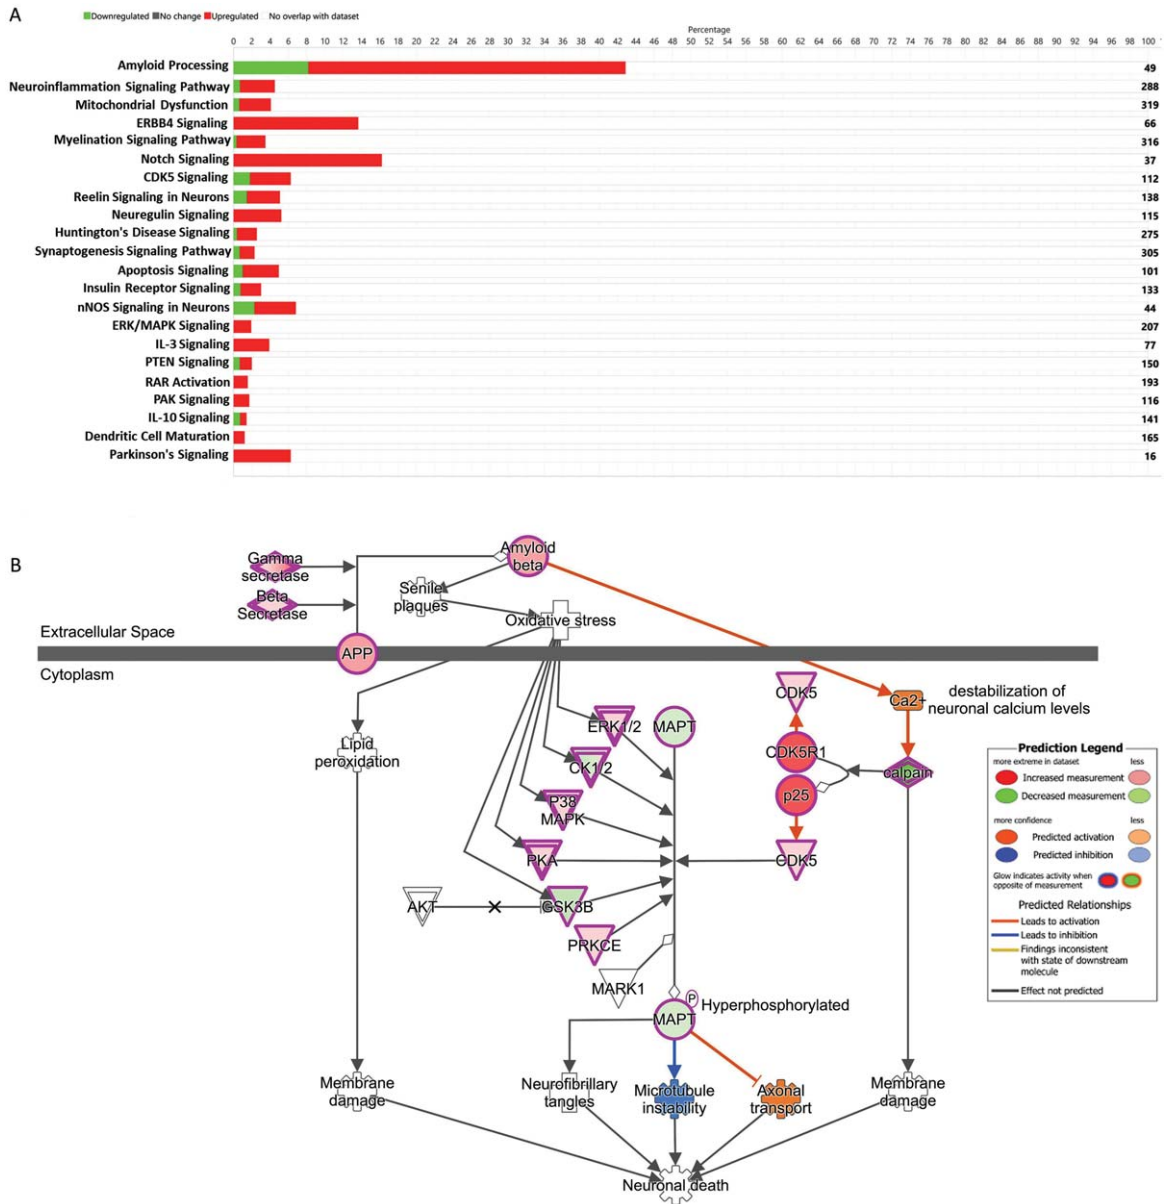 A
Downregulated No change Upregulated No overlap with dataset
Percentage
0 2 4 6 8 10 12 14 16 18 20 22 24 26 28 30 32 34 36 38 40 42 44 46 48 50 52 54 56 58 60 62 64 66 68 70 72 74 76 78 80 82 84 86 88 90 92 94 96 98 100
Amyloid Processing 49
Neuroinflammation Signaling Pathway 288
Mitochondrial Dysfunction 319
ERBB4 Signaling 66
Myelination Signaling Pathway 316
Notch Signaling 37
CDK5 Signaling 112
Reelin Signaling in Neurons 138
Neuregulin Signaling 115
Huntington's Disease Signaling 275
Synaptogenesis Signaling Pathway 305
Apoptosis Signaling 101
Insulin Receptor Signaling 133
nNOS Signaling in Neurons 44
ERK/MAPK Signaling 207
IL-3 Signaling 77
PTEN Signaling 150
RAR Activation 193
PAK Signaling 116
IL-10 Signaling 141
Dendritic Cell Maturation 165
Parkinson's Signaling 16
B
Gamma
secretase
Beta
Secretase
Amyloid
beta
Senile
plaques
Oxidative stress
Extracellular Space
APP
Cytoplasm
Lipid
peroxidation
ERK1/2
MAPT
CK1/2
P38
MAPK
PKA
AKT
GSK3B
PRKCE
MARK1
CDK5
CDK5R1
p25
CDK5
Ca2+
destabilization of
neuronal calcium levels
calpain
P
Hyperphosphorylated
MAPT
Membrane
damage
Neurofibrillary
tangles
Microtubule
instability
Axonal
transport
Membrane
damage
Neuronal death
Prediction Legend
more extreme in dataset less
Increased measurement
Decreased measurement
more confidence less
Predicted activation
Predicted inhibition
Glow indicates activity when
opposite of measurement
Predicted Relationships
Leads to activation
Leads to inhibition
Findings inconsistent
with state of downstream
molecule
Effect not predicted